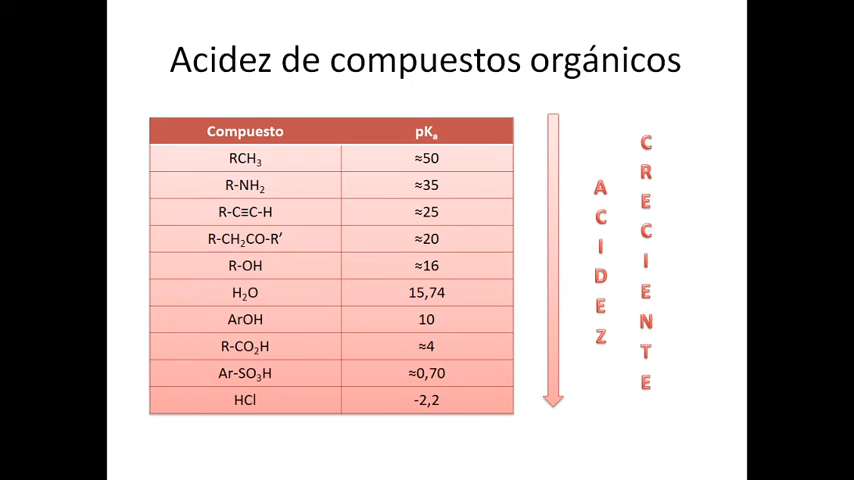 Acidez de compuestos orgánicos
Compuesto pKₐ
RCH₃ ≈50
R-NH₂ ≈35
R-C≡C-H ≈25
R-CH₂CO-R’ ≈20
R-OH ≈16
H₂O 15,74
ArOH 10
R-CO₂H ≈4
Ar-SO₃H ≈0,70
HCl -2,2
ACIDEZ
CRECIENTE